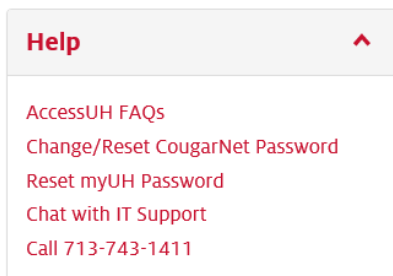 Help
AccessUH FAQs
Change/Reset CougarNet Password
Reset myUH Password
Chat with IT Support
Call 713-743-1411